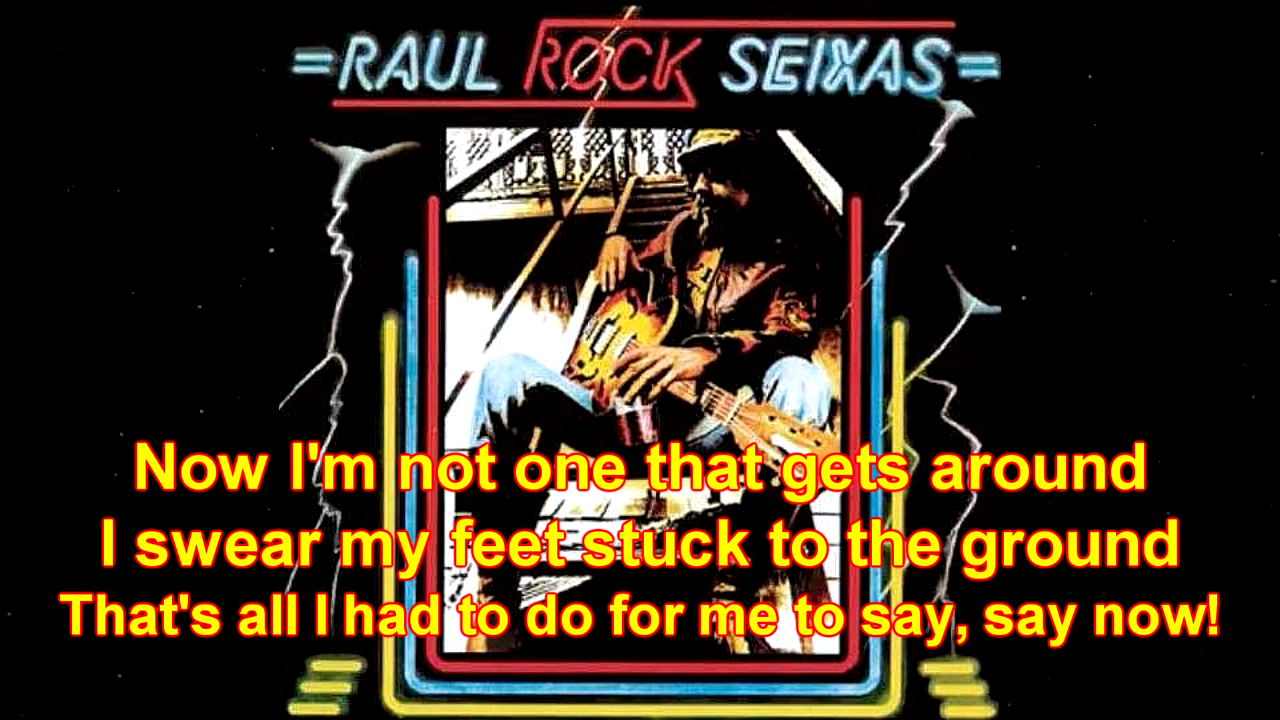 =RAUL ROCK SEIXAS=
Now I'm not one that gets around
I swear my feet stuck to the ground
That's all I had to do for me to say, say now!